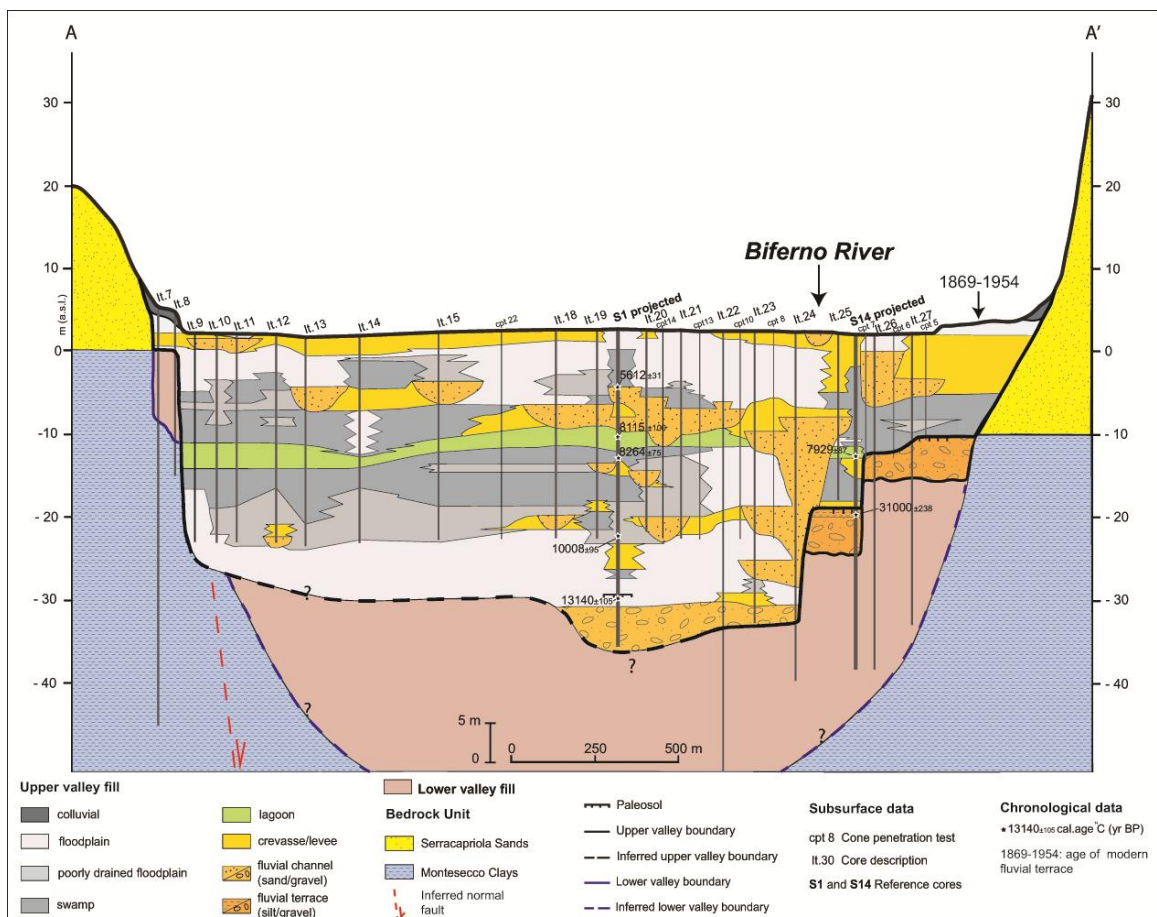 A
A'
30
20
10
0
-10
-20
-30
-40
m (a.s.l.)
30
20
10
0
- 10
- 20
- 30
- 40
Biferno River
1869-1954
lt.7
lt.8
lt.9
lt.10
lt.11
lt.12
lt.13
lt.14
lt.15
cpt 22
lt.18
lt.19
S1 projected
lt.20
cpt14
lt.21
cpt13
lt.22
cpt10
lt.23
cpt 8
lt.24
lt.25
S14 projected
cpt 7
lt.26
cpt 6
lt.27
cpt 5
5612±31
8115±100
8264±75
7929±87
10008±95
31000±238
13140±105
?
?
?
?
5 m
0
0 250 500 m
Upper valley fill
colluvial
floodplain
poorly drained floodplain
swamp
lagoon
crevasse/levee
fluvial channel
(sand/gravel)
fluvial terrace
(silt/gravel)
Lower valley fill
Bedrock Unit
Serracapriola Sands
Montesecco Clays
Inferred normal
fault
Paleosol
Upper valley boundary
Inferred upper valley boundary
Lower valley boundary
Inferred lower valley boundary
Subsurface data
cpt 8 Cone penetration test
lt.30 Core description
S1 and S14 Reference cores
Chronological data
★13140±105 cal.age ¹⁴C (yr BP)
1869-1954: age of modern
fluvial terrace